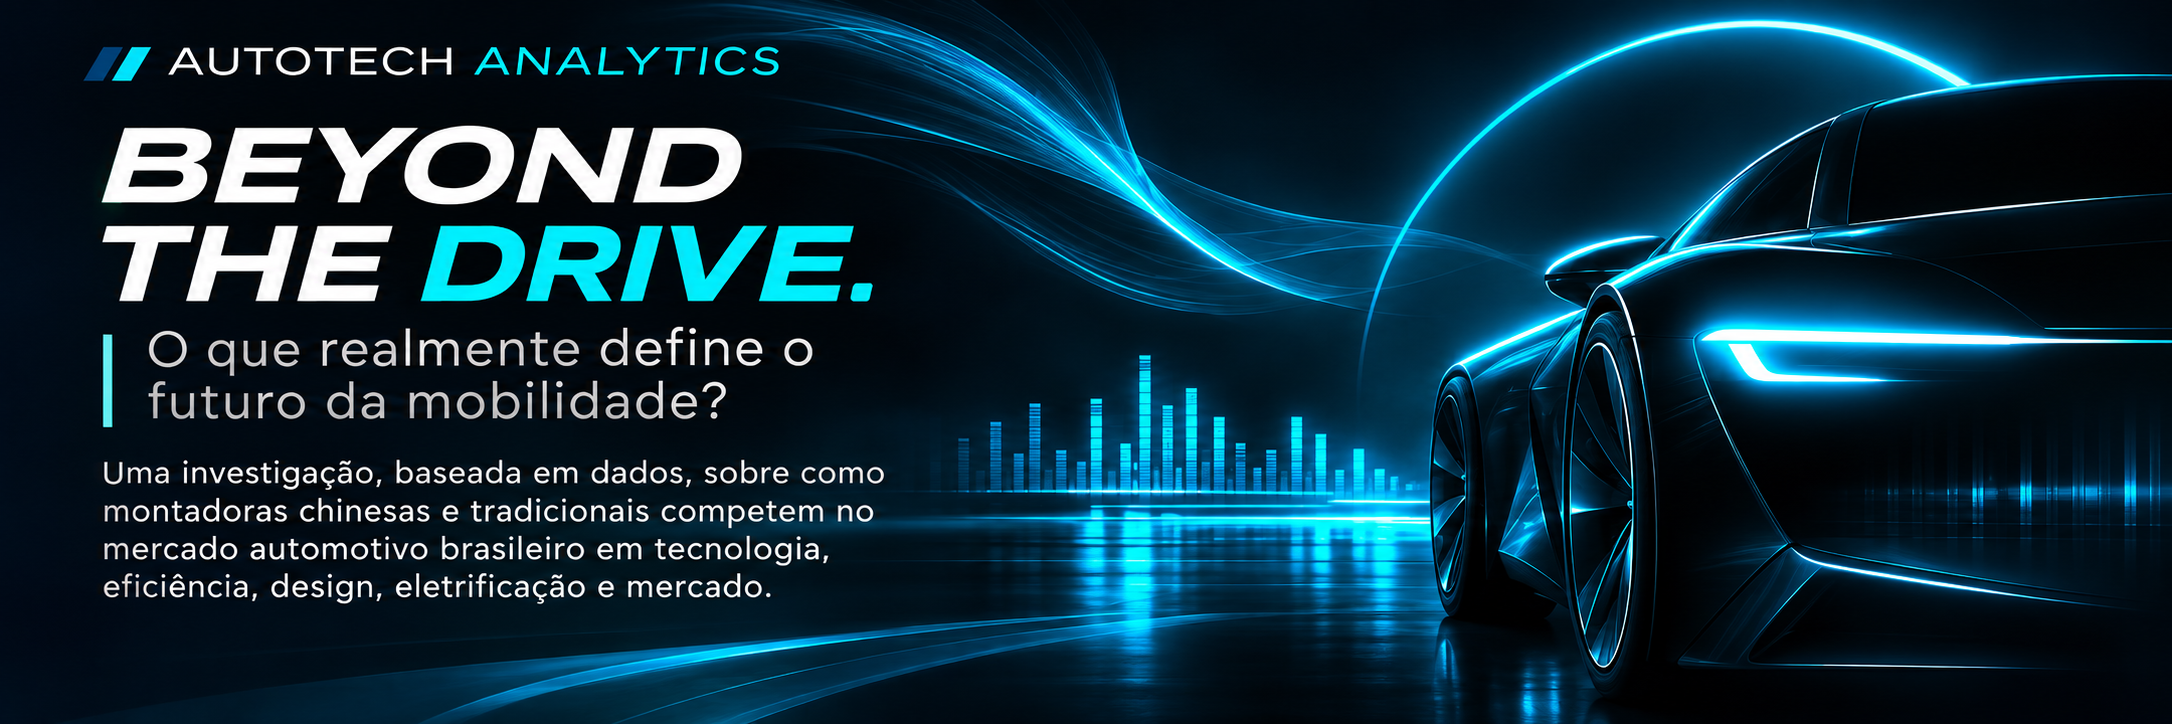 AUTOTECH ANALYTICS
BEYOND
THE DRIVE.
O que realmente define o
futuro da mobilidade?
Uma investigação, baseada em dados, sobre como
montadoras chinesas e tradicionais competem no
mercado automotivo brasileiro em tecnologia,
eficiência, design, eletrificação e mercado.